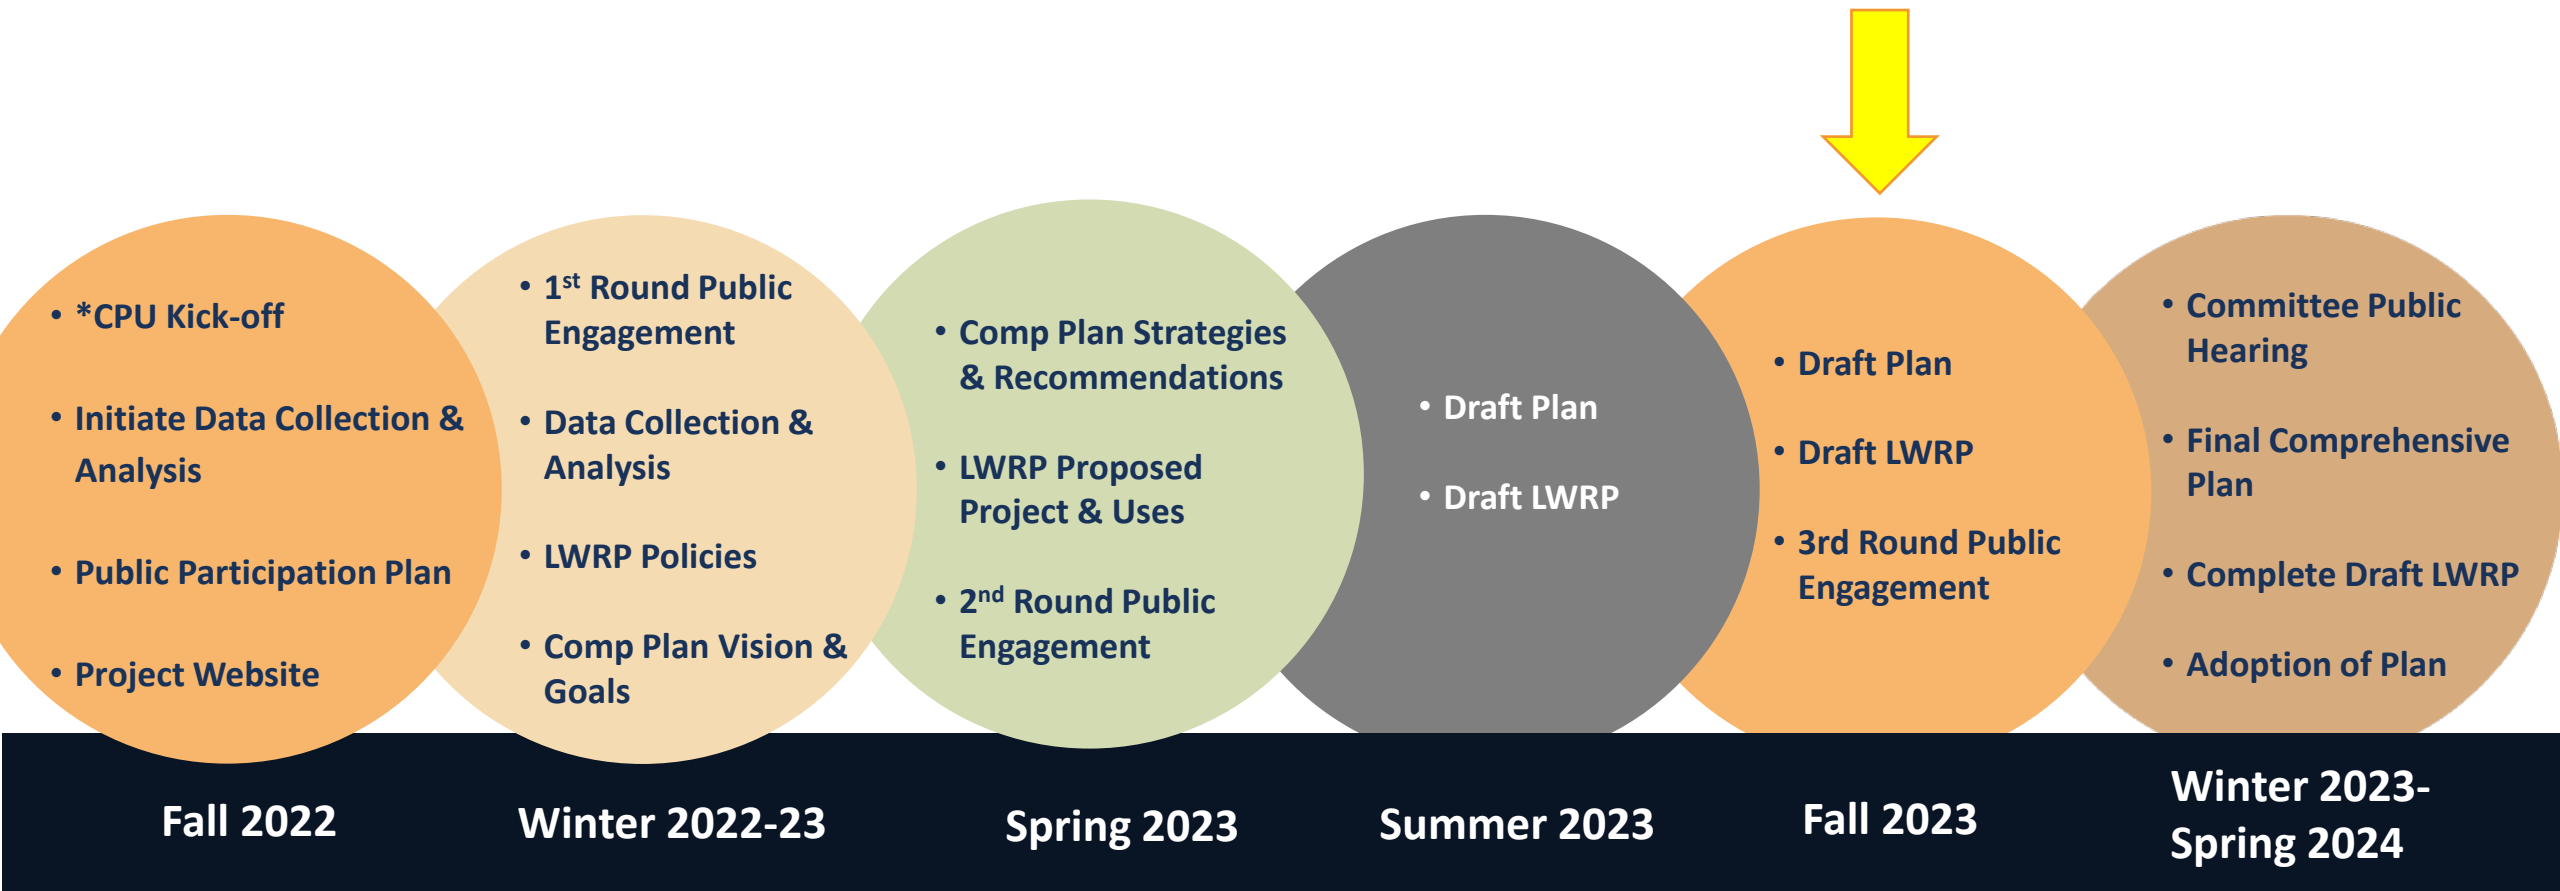 • *CPU Kick-off
• Initiate Data Collection &
Analysis
• Public Participation Plan
• Project Website
Fall 2022
• 1st Round Public
Engagement
• Data Collection &
Analysis
• LWRP Policies
• Comp Plan Vision &
Goals
Winter 2022-23
• Comp Plan Strategies
& Recommendations
• LWRP Proposed
Project & Uses
• 2nd Round Public
Engagement
Spring 2023
• Draft Plan
• Draft LWRP
Summer 2023
• Draft Plan
• Draft LWRP
• 3rd Round Public
Engagement
Fall 2023
• Committee Public
Hearing
• Final Comprehensive
Plan
• Complete Draft LWRP
• Adoption of Plan
Winter 2023-
Spring 2024